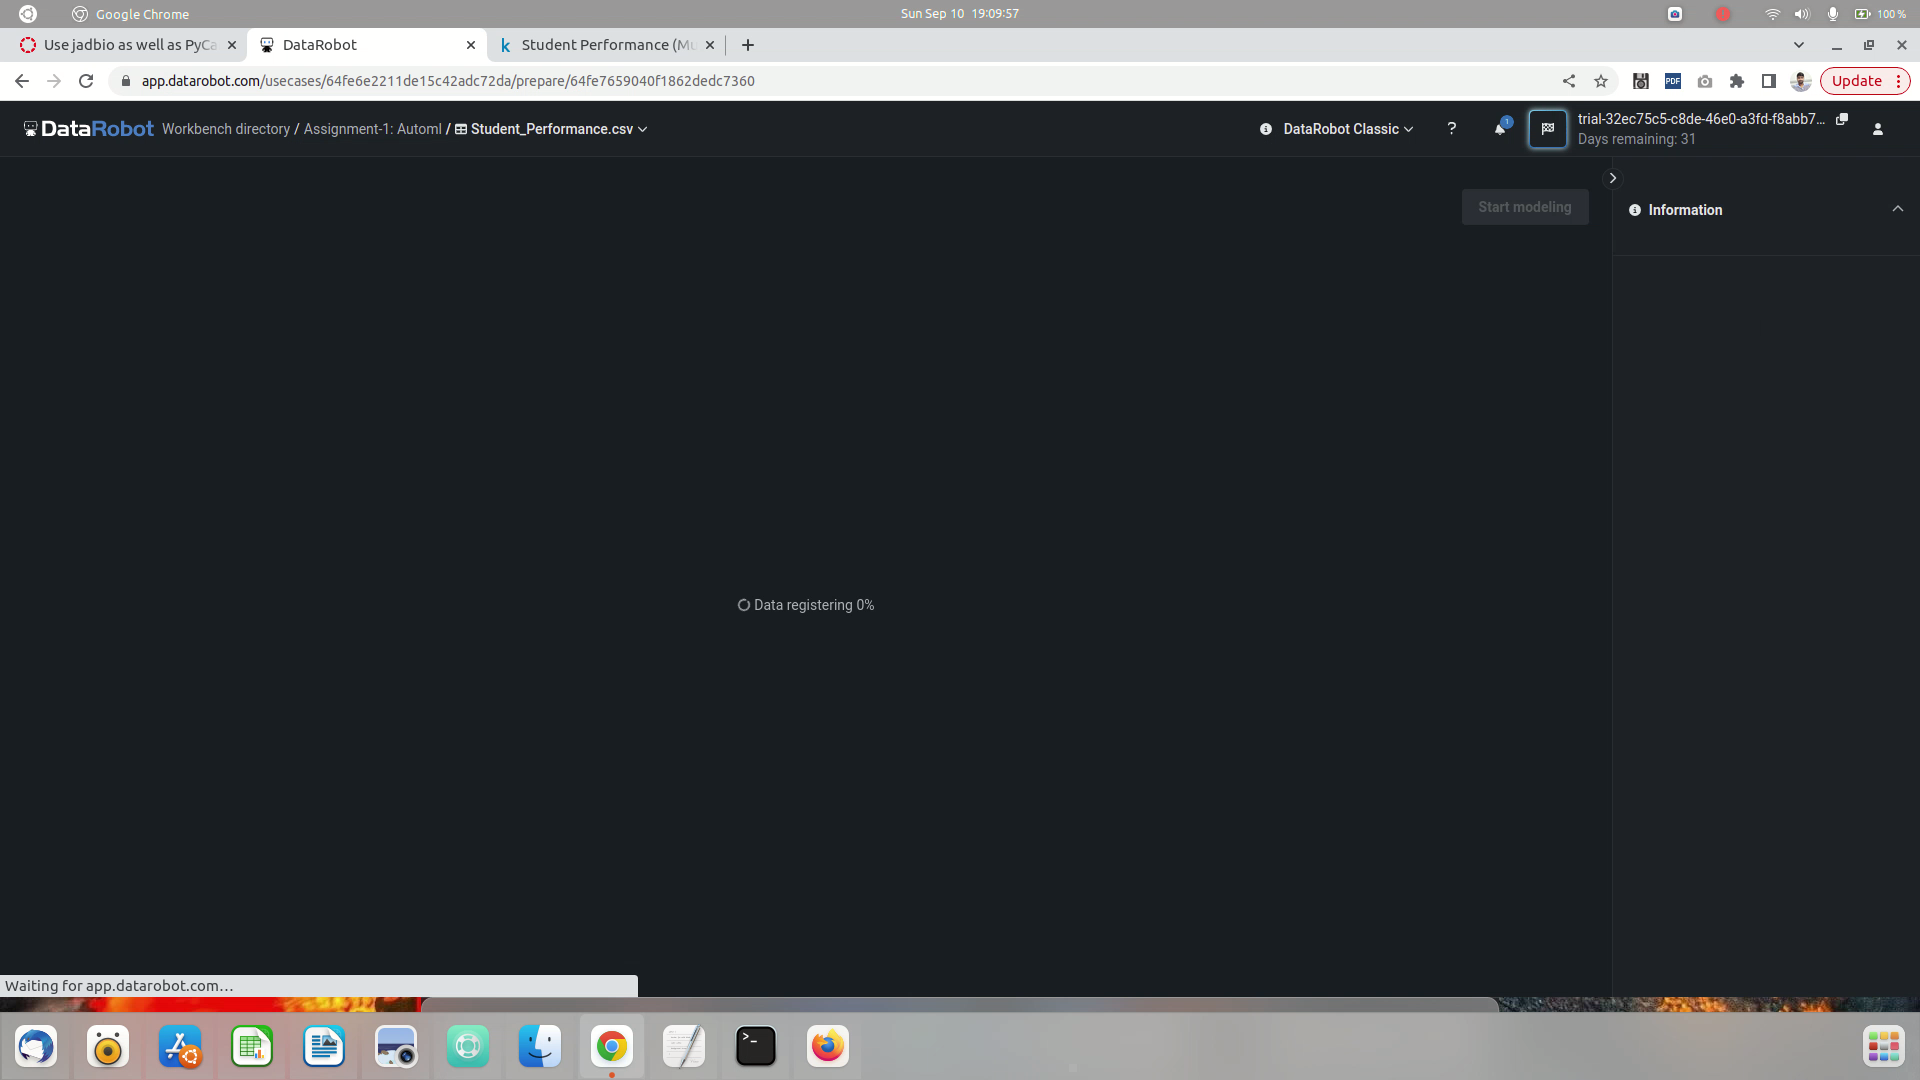 Google Chrome
Sun Sep 10 19:09:57
100 %
Use jadbio as well as PyCa
DataRobot
Student Performance (Mu
app.datarobot.com/usecases/64fe6e2211de15c42adc72da/prepare/64fe7659040f1862dedc7360
PDF
Update
DataRobot
Workbench directory / Assignment-1: Automl / Student_Performance.csv
DataRobot Classic
?
1
trial-32ec75c5-c8de-46e0-a3fd-f8abb7...
Days remaining: 31
Start modeling
Information
Data registering 0%
Waiting for app.datarobot.com...